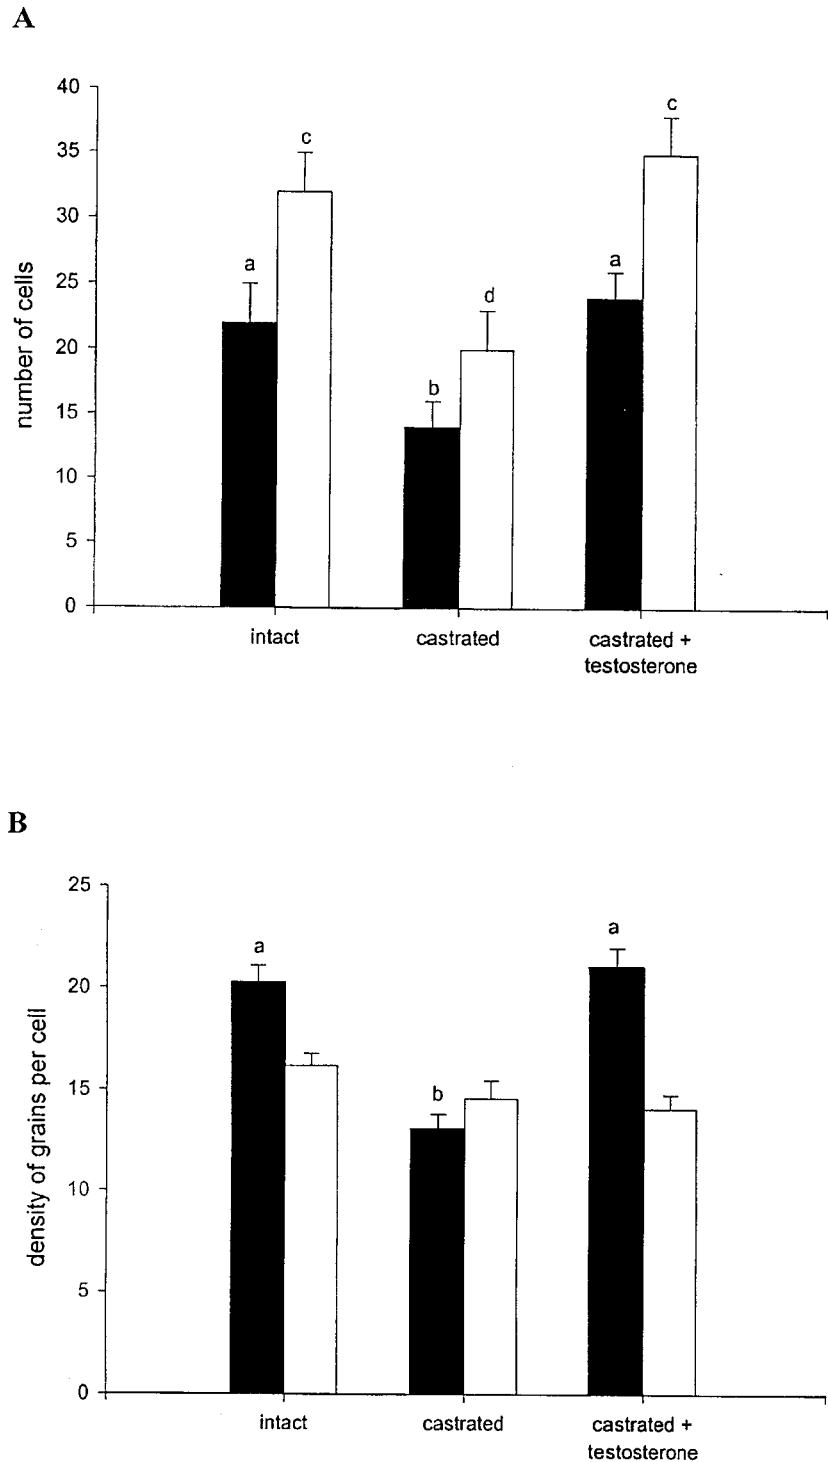 A
40
35
30
25
20
15
10
5
0
number of cells
a
c
b
d
a
c
intact
castrated
castrated +
testosterone
B
25
20
15
10
5
0
density of grains per cell
a
b
a
intact
castrated
castrated +
testosterone